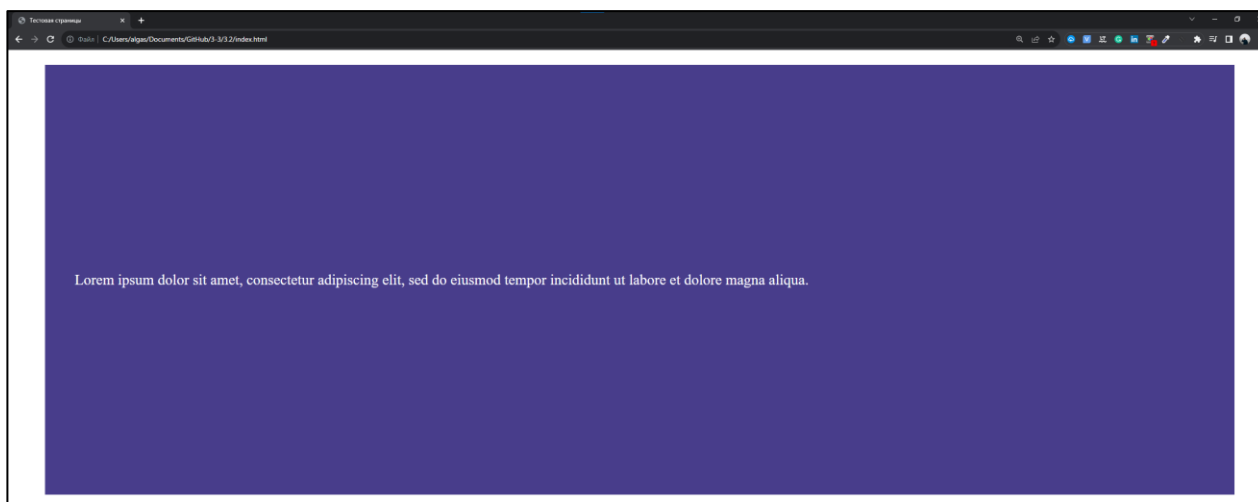 Тестовая страницы
Файл | C:/Users/algas/Documents/GitHub/3-3/3.2/index.html
Lorem ipsum dolor sit amet, consectetur adipiscing elit, sed do eiusmod tempor incididunt ut labore et dolore magna aliqua.